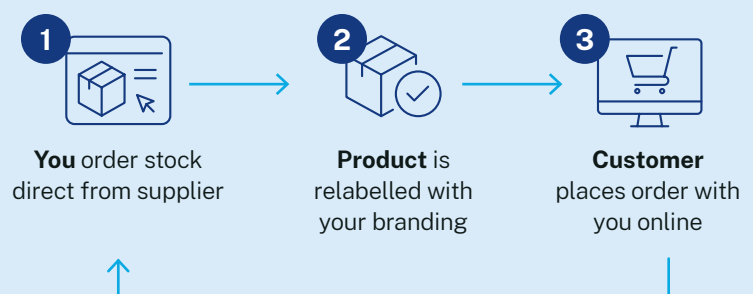 1
You order stock
direct from supplier
2
Product is
relabelled with
your branding
3
Customer
places order with
you online